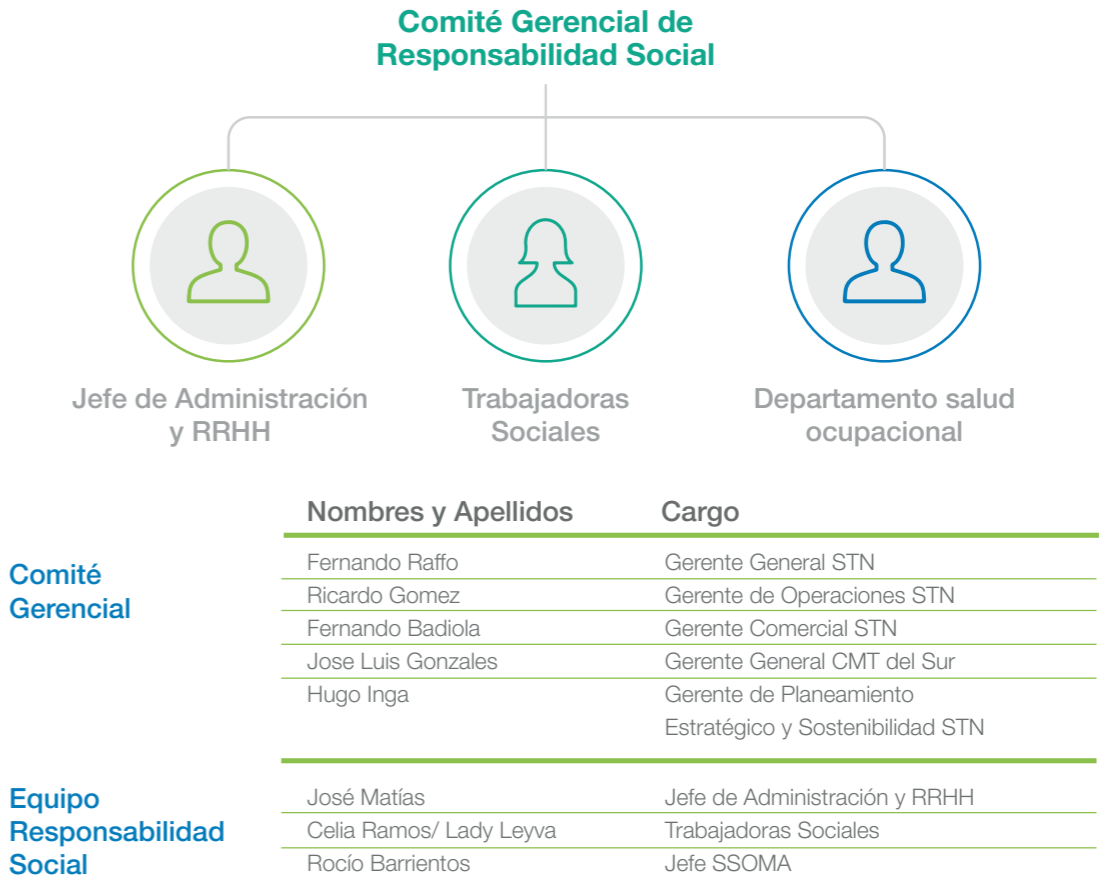 Comité Gerencial de
Responsabilidad Social
Jefe de Administración
y RRHH
Trabajadoras
Sociales
Departamento salud
ocupacional
Nombres y Apellidos Cargo
Comité
Gerencial
Fernando Raffo Gerente General STN
Ricardo Gomez Gerente de Operaciones STN
Fernando Badiola Gerente Comercial STN
Jose Luis Gonzales Gerente General CMT del Sur
Hugo Inga Gerente de Planeamiento
Estratégico y Sostenibilidad STN
Equipo
Responsabilidad
Social
José Matías Jefe de Administración y RRHH
Celia Ramos/ Lady Leyva Trabajadoras Sociales
Rocío Barrientos Jefe SSOMA